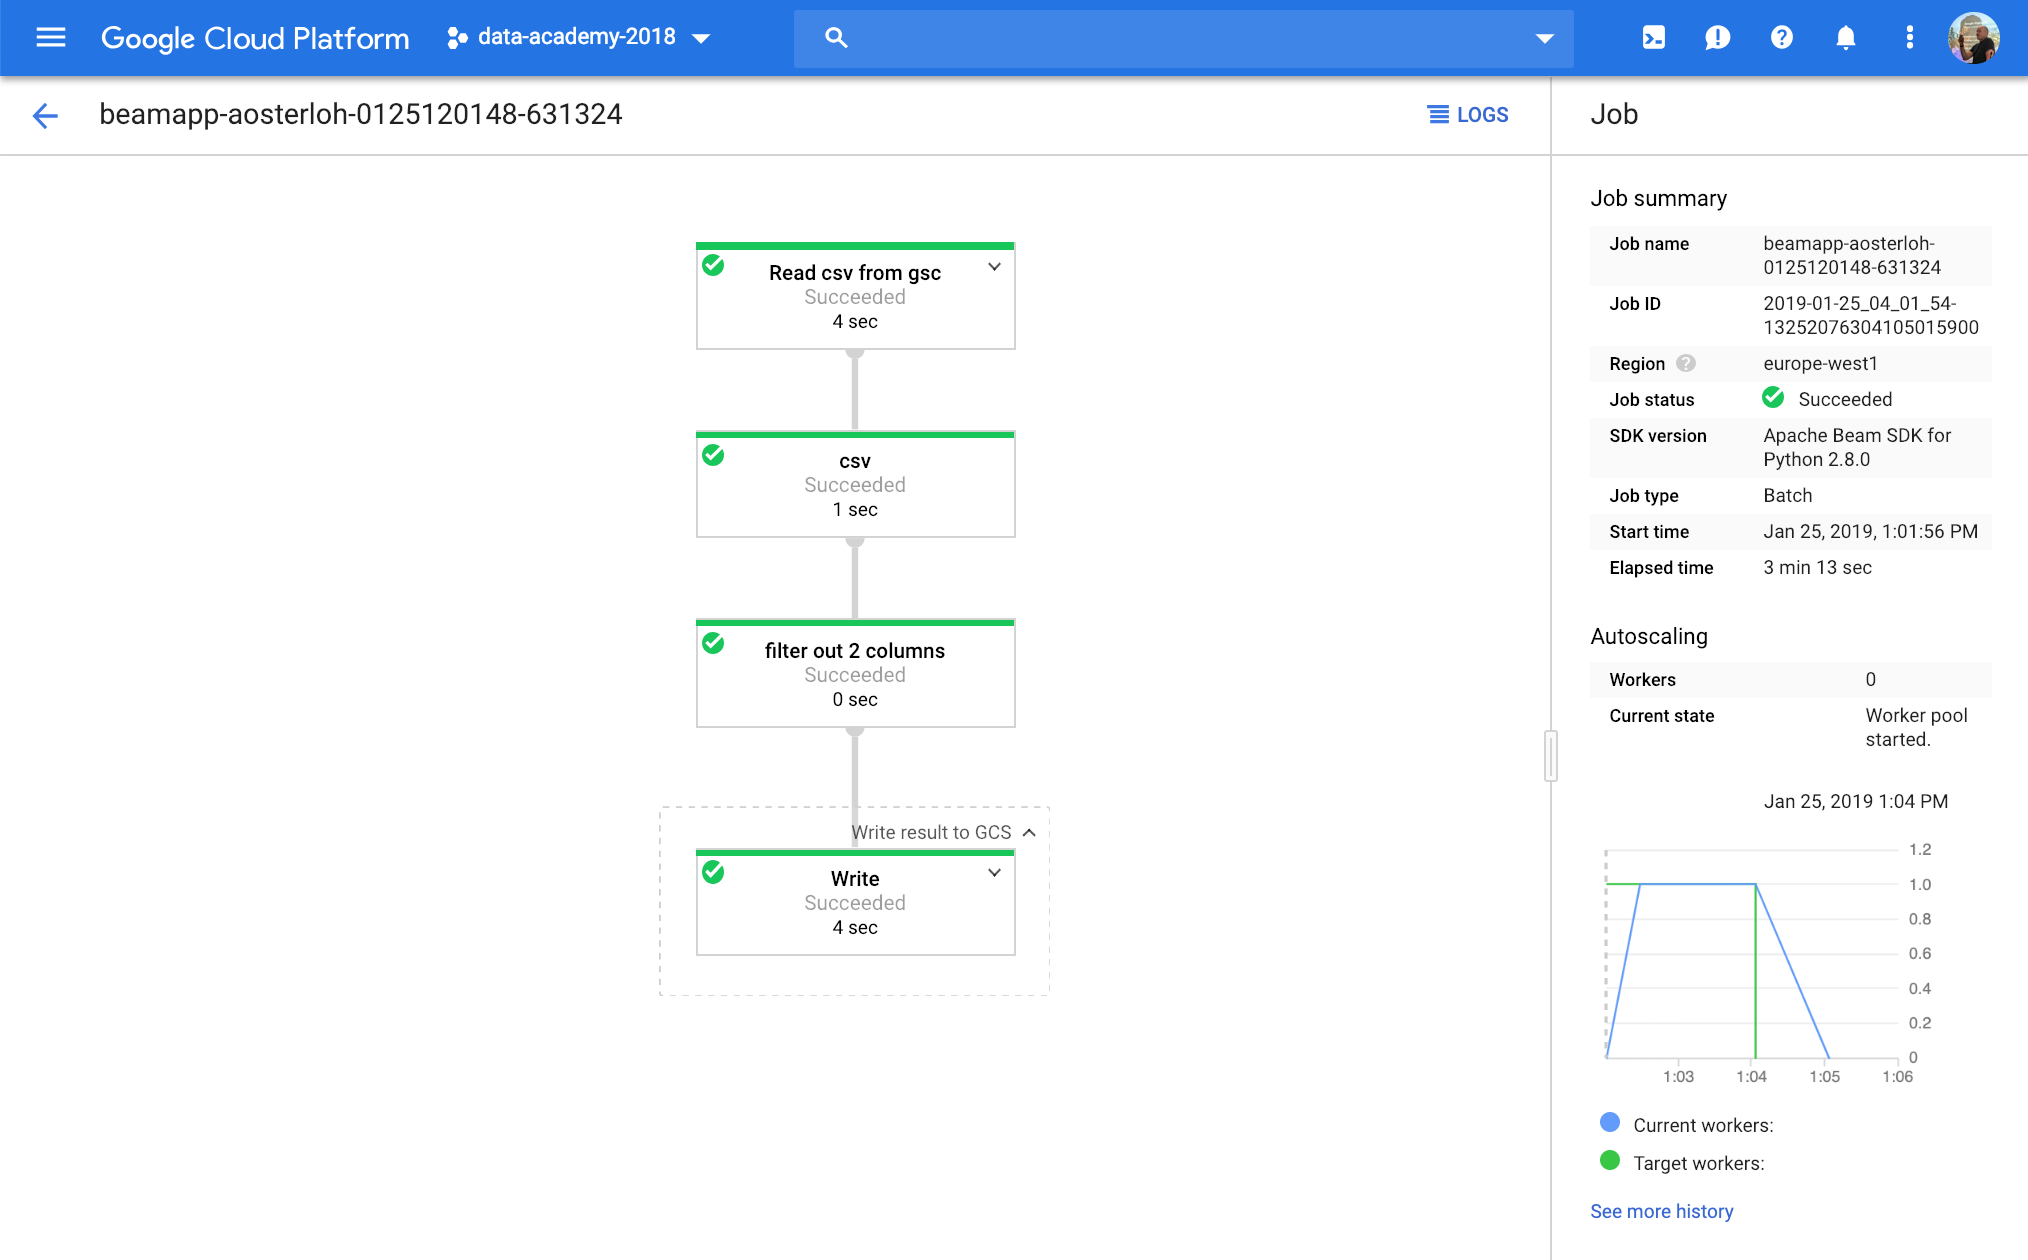 Google Cloud Platform
data-academy-2018
beamapp-aosterloh-0125120148-631324
LOGS
Read csv from gsc
Succeeded
4 sec
csv
Succeeded
1 sec
filter out 2 columns
Succeeded
0 sec
Write result to GCS
Write
Succeeded
4 sec
Job
Job summary
Job name
beamapp-aosterloh-
0125120148-631324
Job ID
2019-01-25_04_01_54-
13252076304105015900
Region
europe-west1
Job status
Succeeded
SDK version
Apache Beam SDK for
Python 2.8.0
Job type
Batch
Start time
Jan 25, 2019, 1:01:56 PM
Elapsed time
3 min 13 sec
Autoscaling
Workers
0
Current state
Worker pool
started.
Jan 25, 2019 1:04 PM
1.2
1.0
0.8
0.6
0.4
0.2
0
1:03 1:04 1:05 1:06
Current workers:
Target workers:
See more history